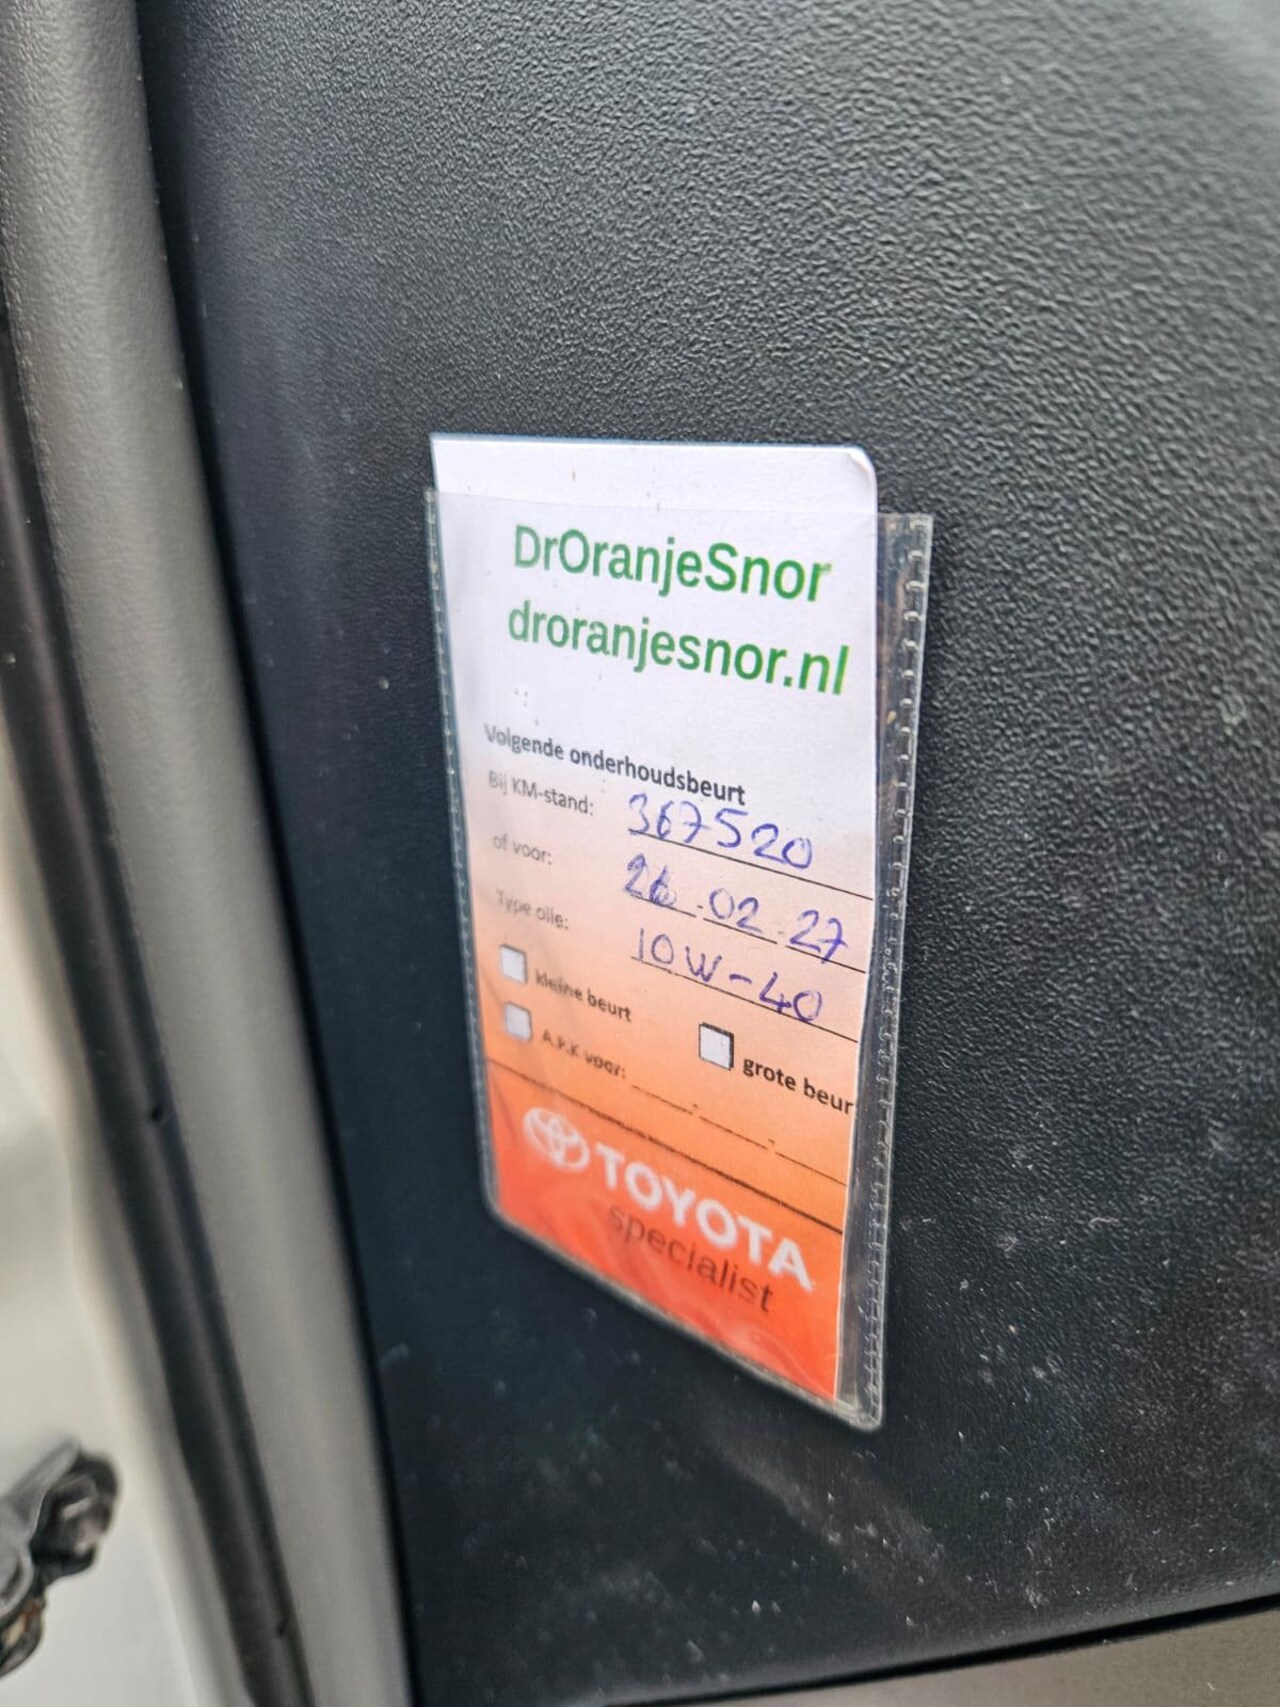 DrOranjeSnor
droranjesnor.nl
Volgende onderhoudsbeurt
Bij KM-stand: 367520
of voor: 26-02-27
Type olie: 10W-40
kleine beurt
grote beur
A.P.K voor:
TOYOTA
specialist